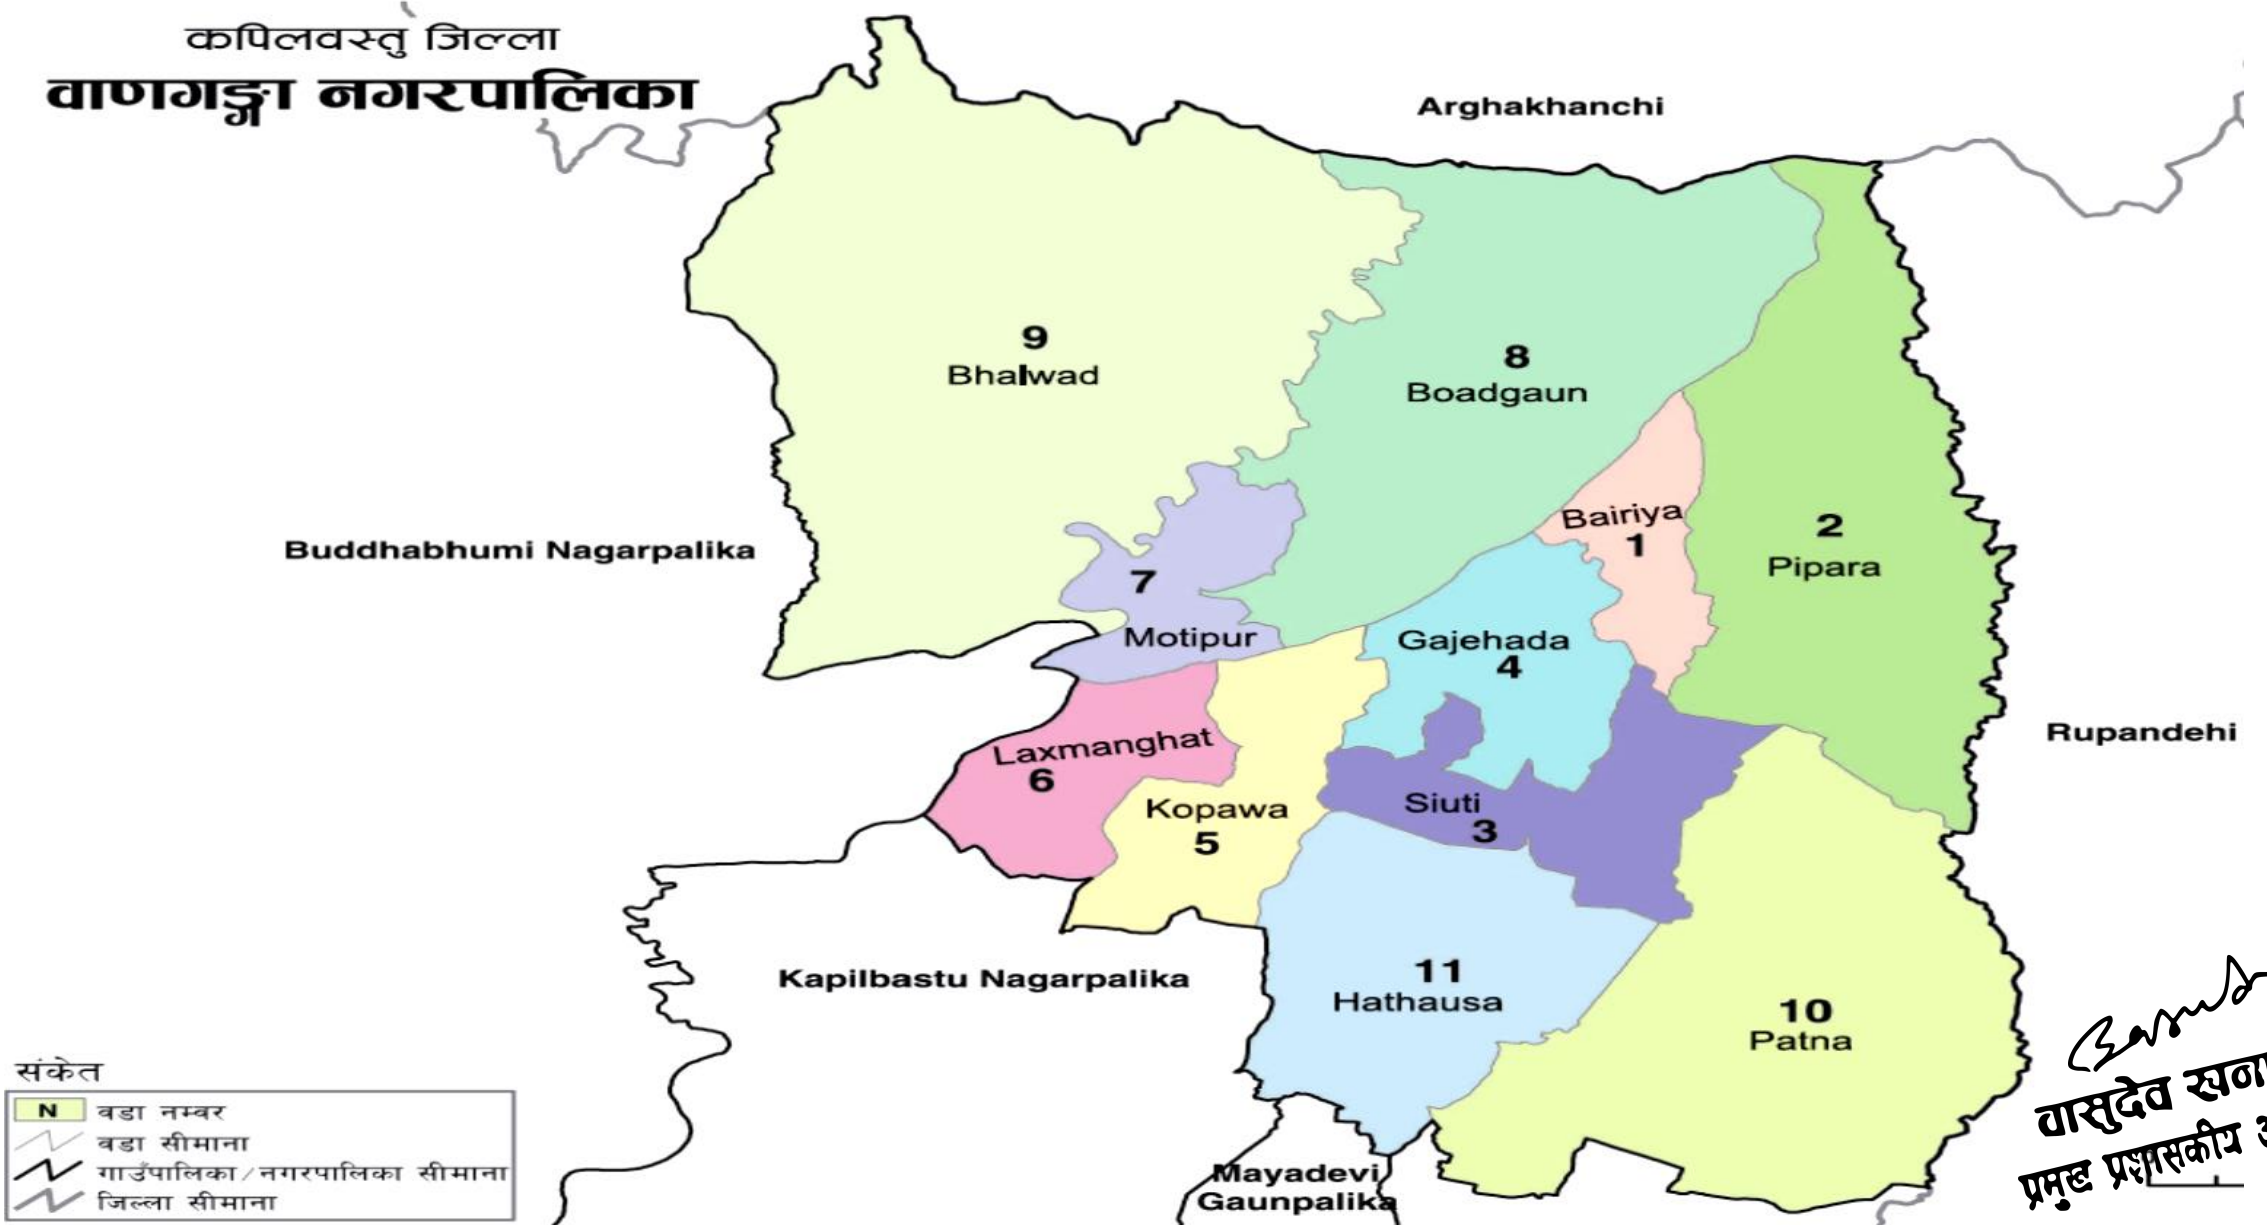 कपिलवस्तु जिल्ला
वाणगङ्गा नगरपालिका
Arghakhanchi
9
Bhalwad
8
Boadgaun
Bairiya
1
2
Pipara
Buddhabhumi Nagarpalika
7
Motipur
Gajehada
4
Rupandehi
Laxmanghat
6
Kopawa
5
Siuti
3
Kapilbastu Nagarpalika
11
Hathausa
10
Patna
Mayadevi
Gaunpalika
संकेत
N वडा नम्वर
वडा सीमाना
गाउँपालिका/नगरपालिका सीमाना
जिल्ला सीमाना
वासुदेव
प्रमुख प्रशासकीय